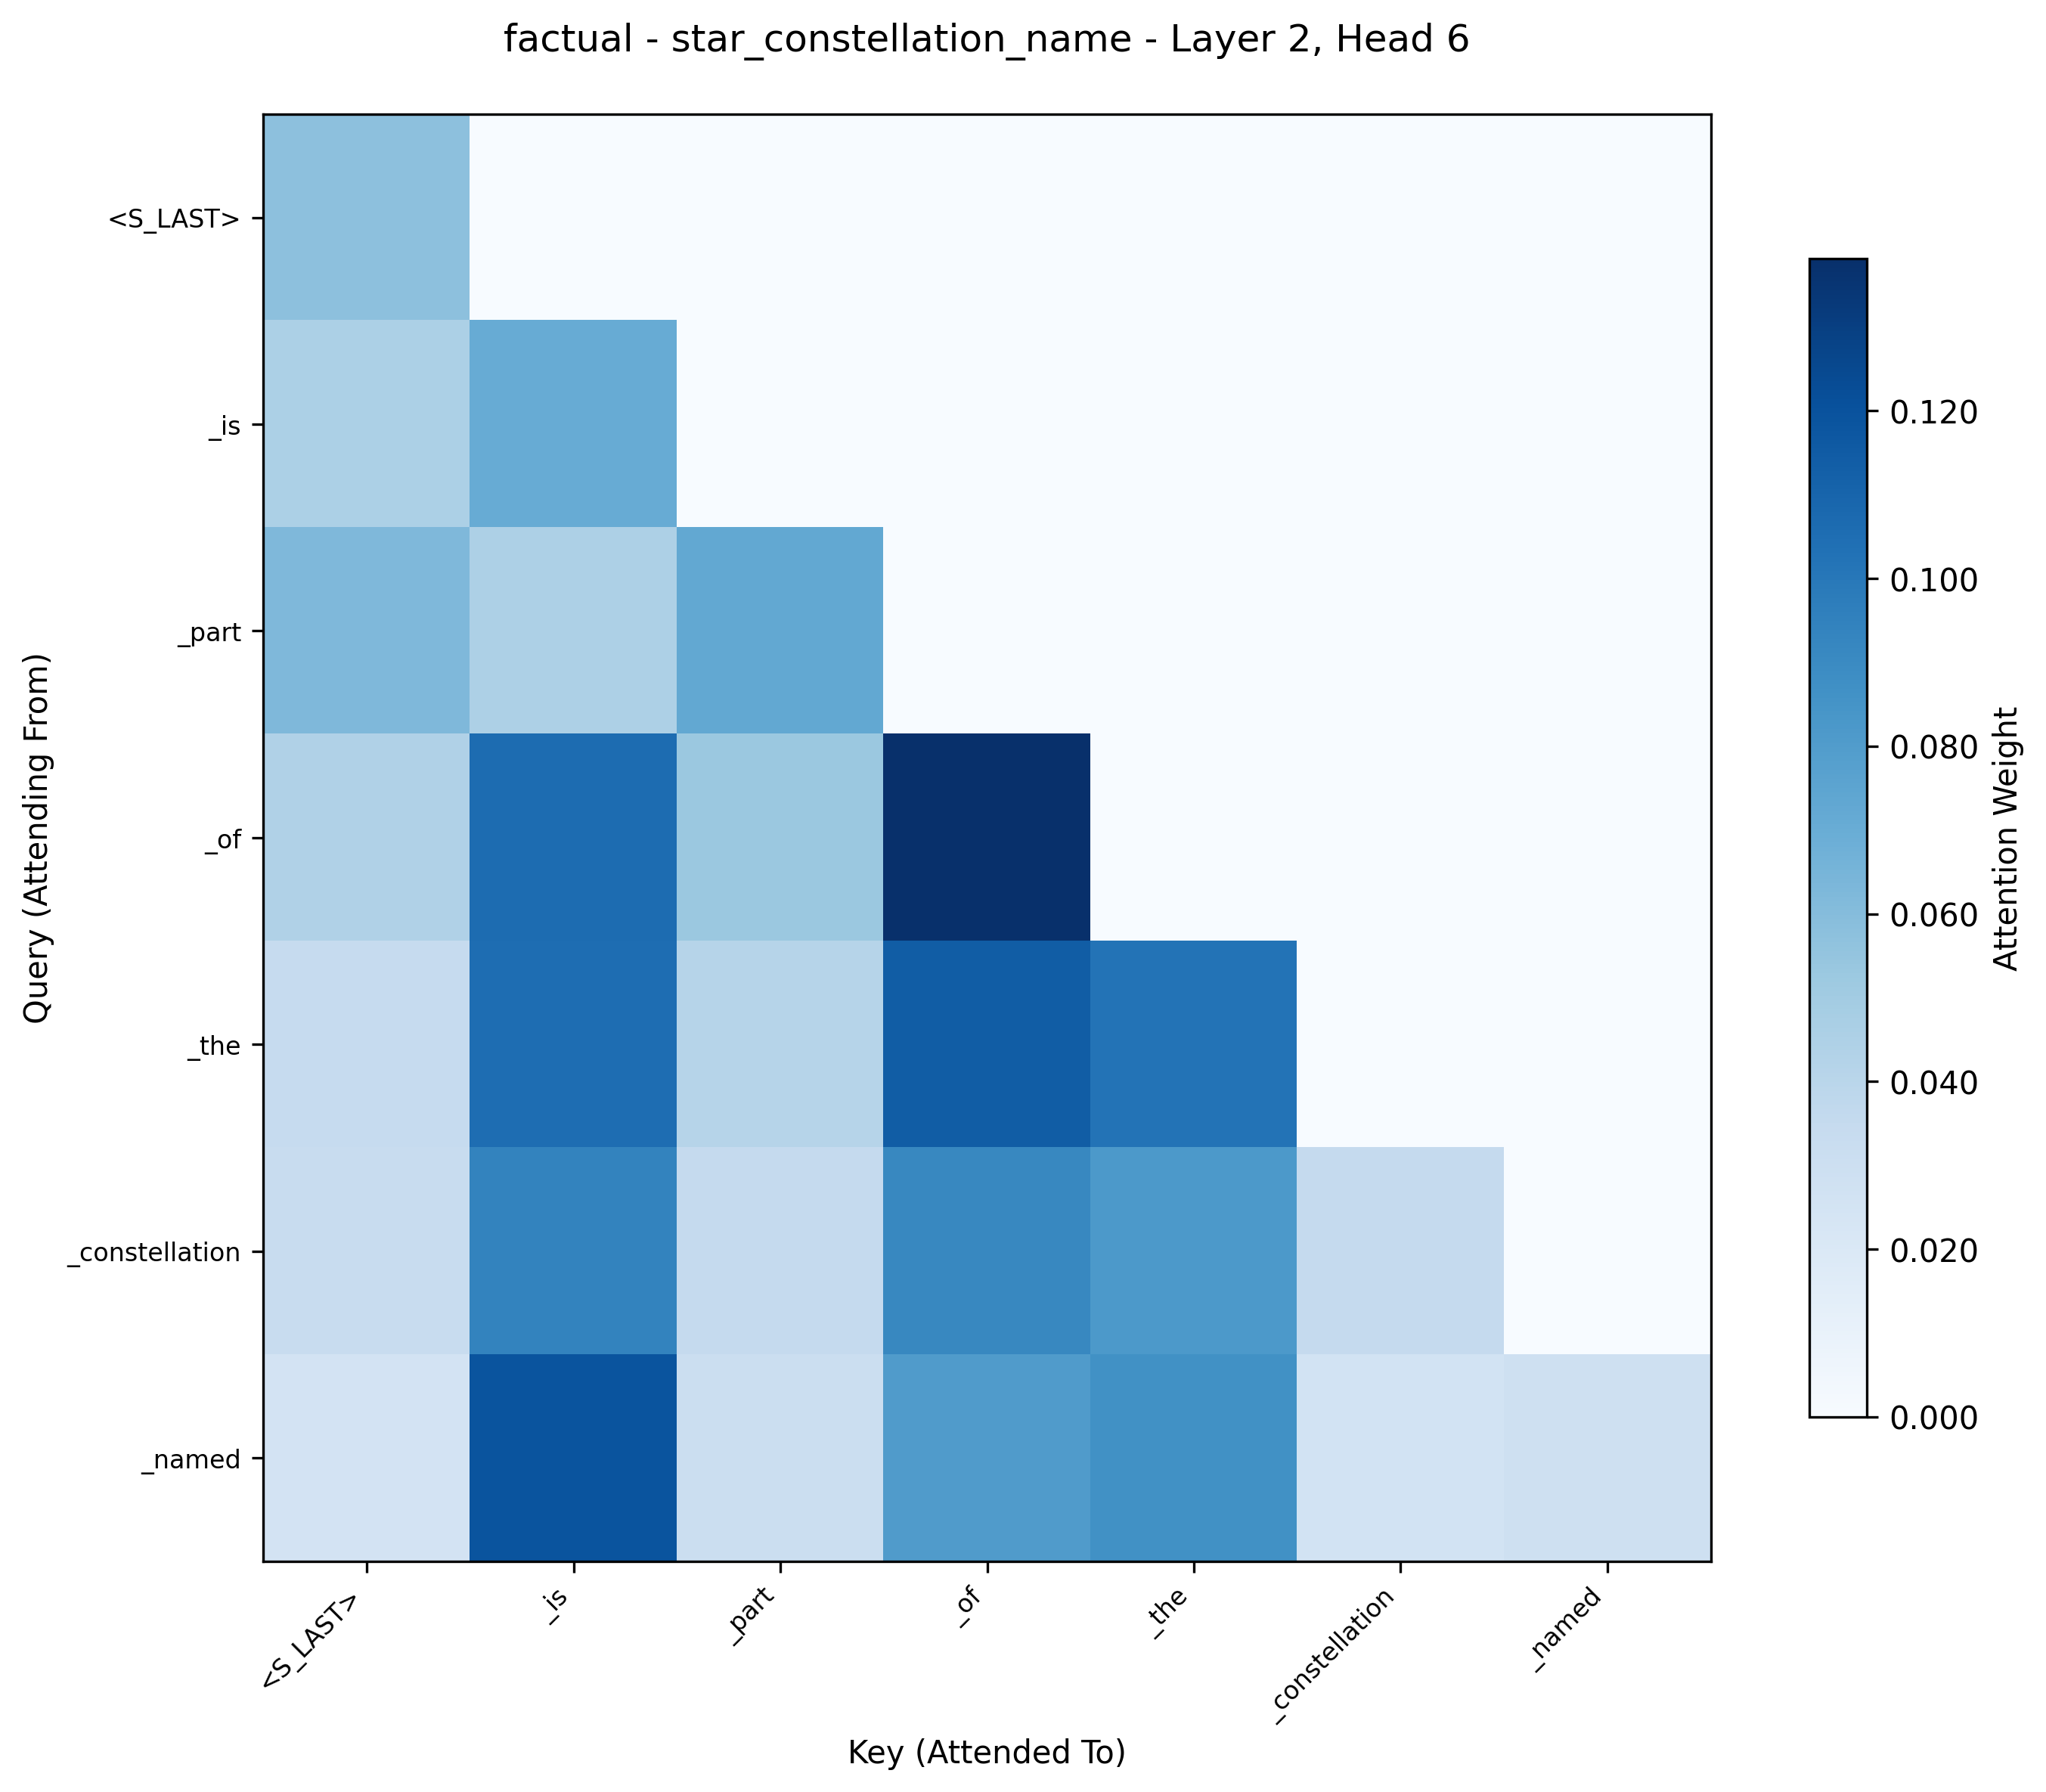 factual - star_constellation_name - Layer 2, Head 6
Query (Attending From)
<S_LAST>
_is
_part
_of
_the
_constellation
_named
<S_LAST>
_is
_part
_of
_the
_constellation
_named
Key (Attended To)
0.120
0.100
0.080
0.060
0.040
0.020
0.000
Attention Weight